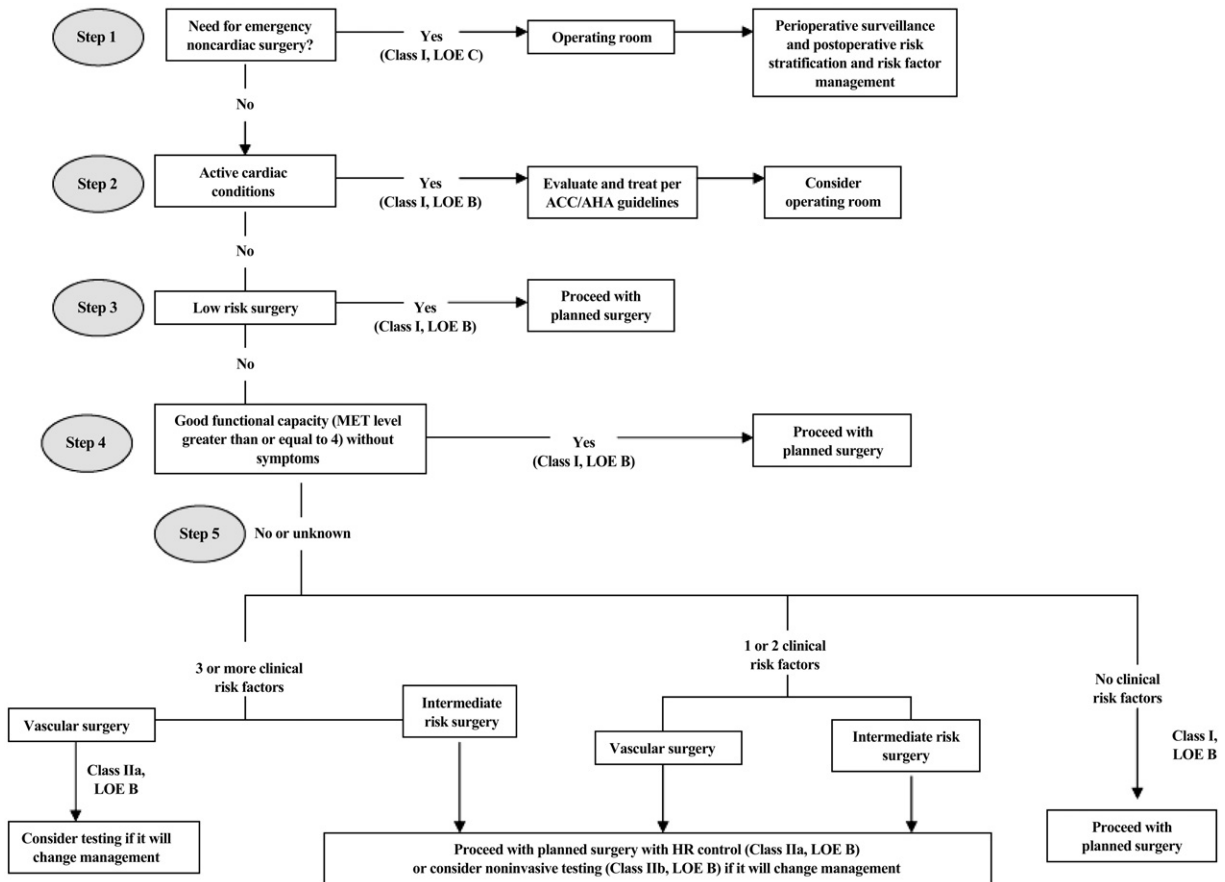 Step 1
Need for emergency
noncardiac surgery?
Yes
(Class I, LOE C)
Operating room
Perioperative surveillance
and postoperative risk
stratification and risk factor
management
No
Step 2
Active cardiac
conditions
Yes
(Class I, LOE B)
Evaluate and treat per
ACC/AHA guidelines
Consider
operating room
No
Step 3
Low risk surgery
Yes
(Class I, LOE B)
Proceed with
planned surgery
No
Step 4
Good functional capacity (MET level
greater than or equal to 4) without
symptoms
Yes
(Class I, LOE B)
Proceed with
planned surgery
Step 5
No or unknown
3 or more clinical
risk factors
1 or 2 clinical
risk factors
No clinical
risk factors
Vascular surgery
Intermediate
risk surgery
Vascular surgery
Intermediate risk
surgery
Class IIa,
LOE B
Class I,
LOE B
Consider testing if it will
change management
Proceed with planned surgery with HR control (Class IIa, LOE B)
or consider noninvasive testing (Class IIb, LOE B) if it will change management
Proceed with
planned surgery